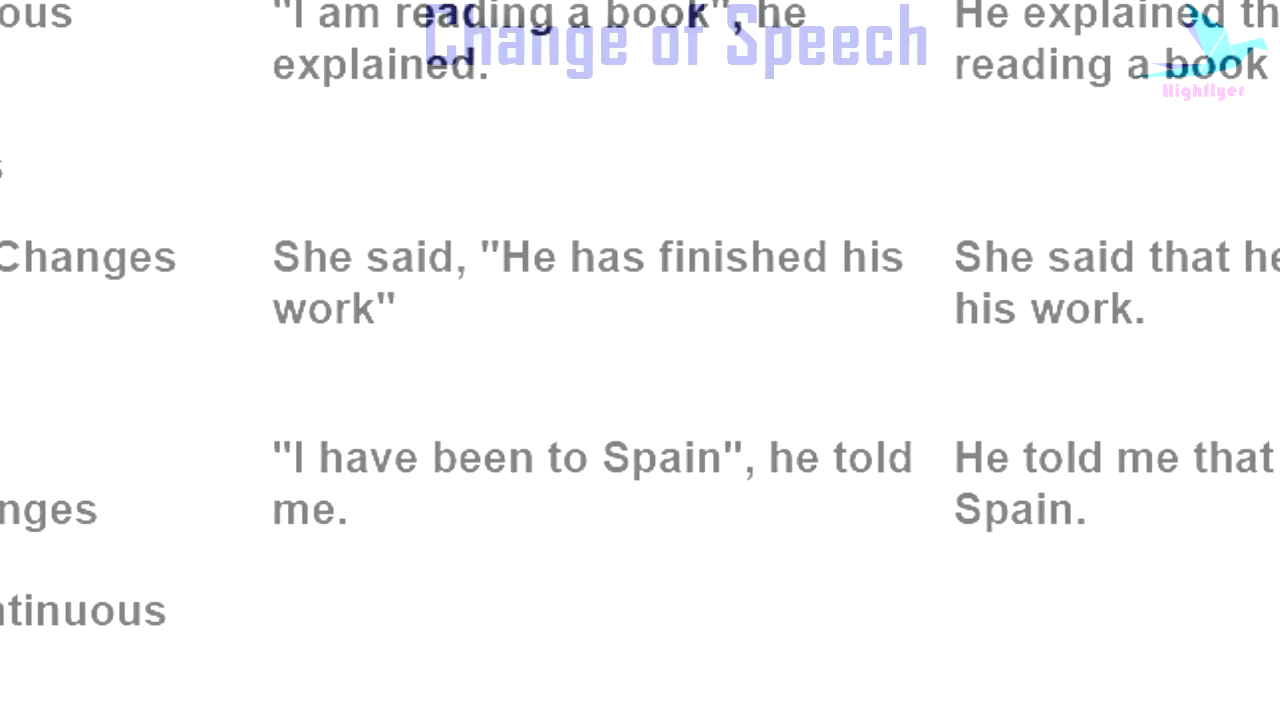 ous "I am reading a book", he He explained th
Change of Speech
explained. reading a book
Highflyer
s
Changes She said, "He has finished his She said that he
work" his work.
"I have been to Spain", he told He told me that
nges me. Spain.
ntinuous